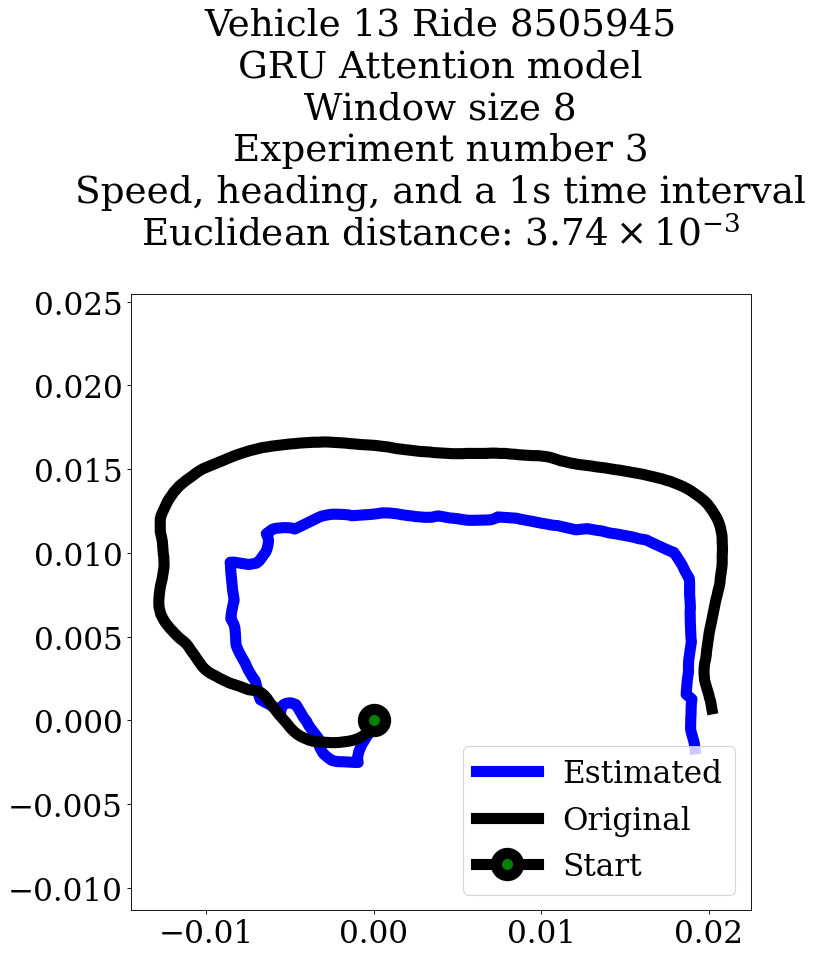 Vehicle 13 Ride 8505945
GRU Attention model
Window size 8
Experiment number 3
Speed, heading, and a 1s time interval
Euclidean distance: 3.74 × 10⁻³
0.025
0.020
0.015
0.010
0.005
0.000
−0.005
−0.010
−0.01 0.00 0.01 0.02
Estimated
Original
Start